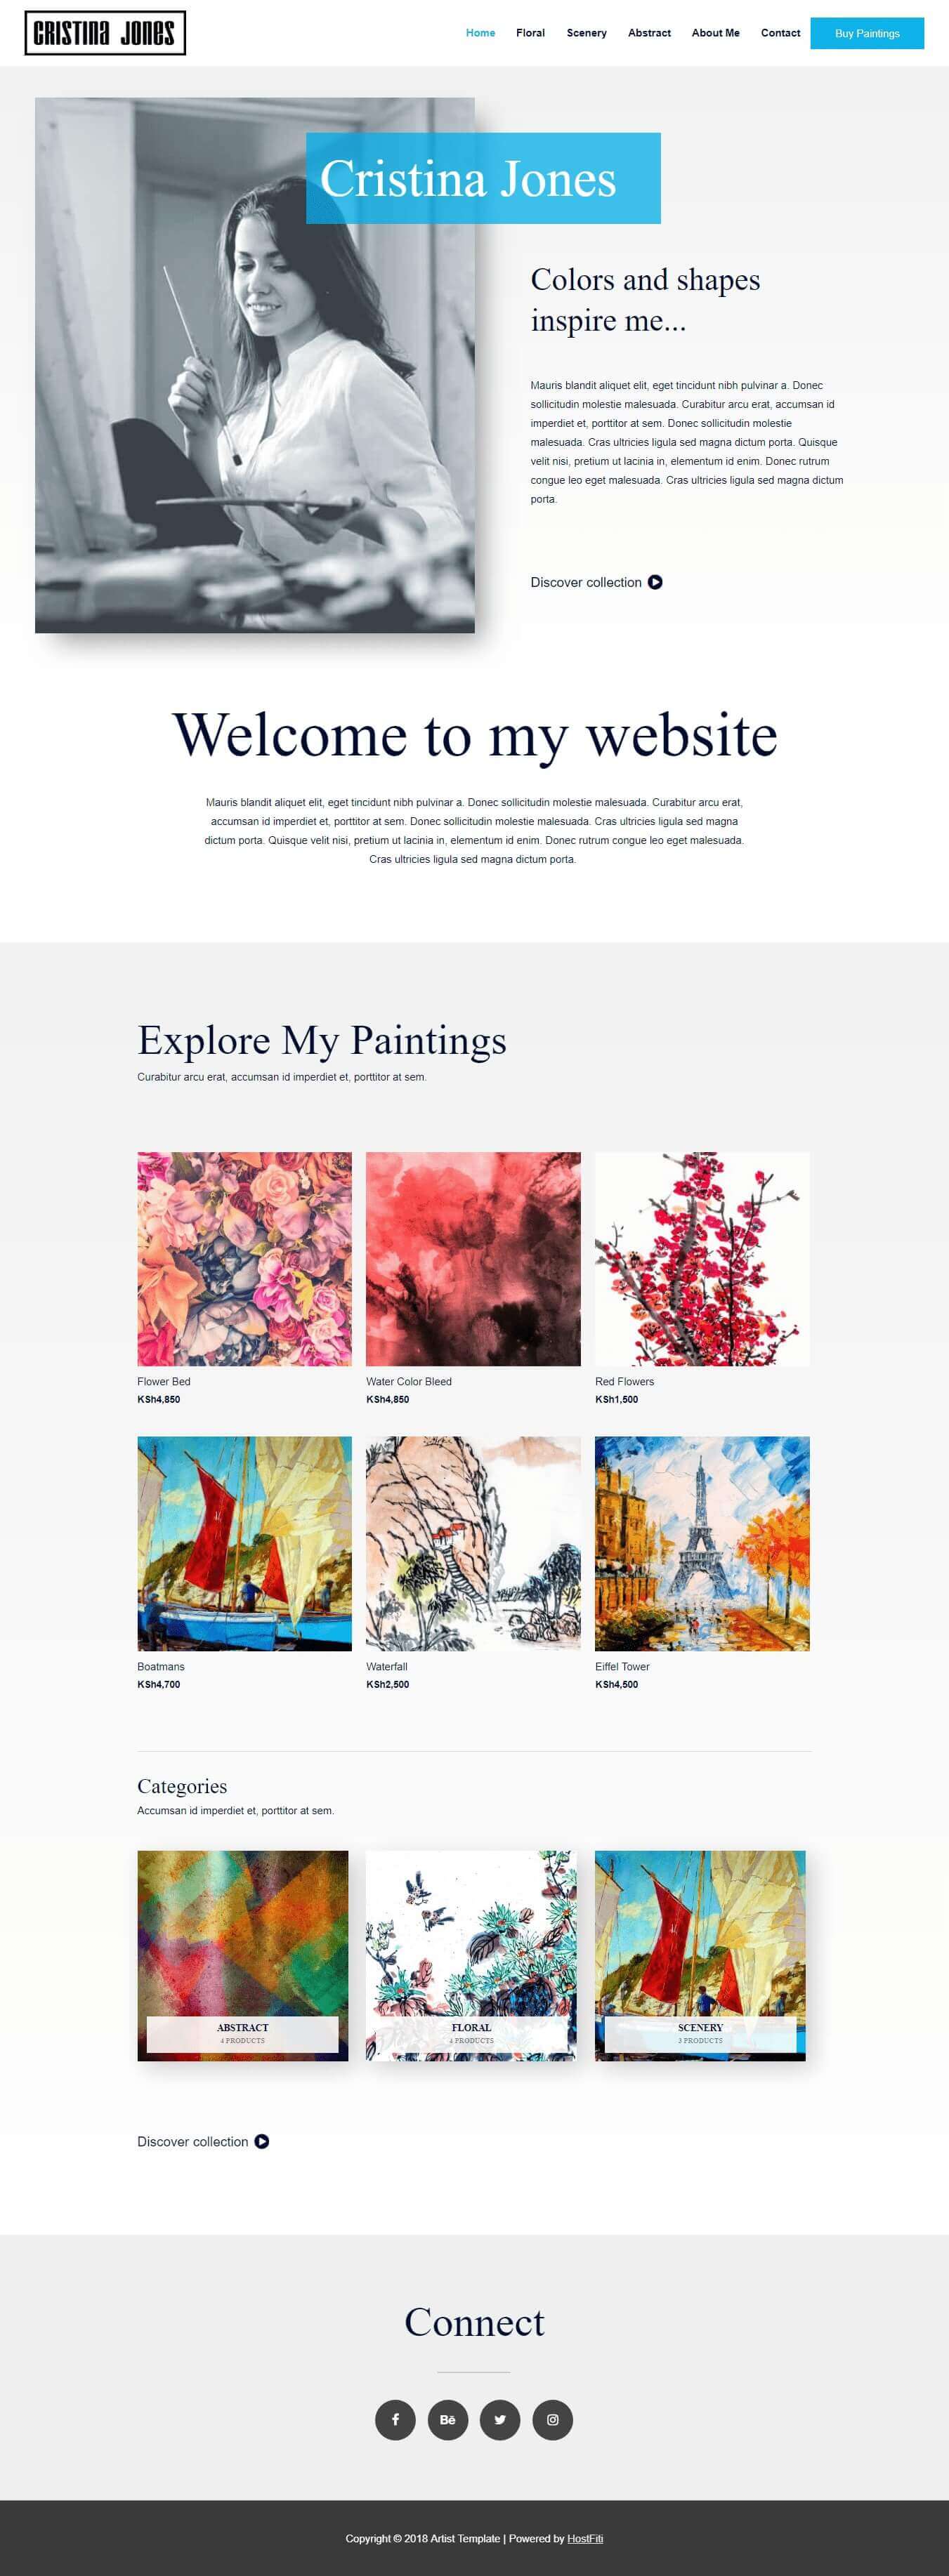 CRISTINA JONES
Home Floral Scenery Abstract About Me Contact Buy Paintings
Cristina Jones
Colors and shapes
inspire me...
Mauris blandit aliquet elit, eget tincidunt nibh pulvinar a. Donec
sollicitudin molestie malesuada. Curabitur arcu erat, accumsan id
imperdiet et, porttitor at sem. Donec sollicitudin molestie
malesuada. Cras ultricies ligula sed magna dictum porta. Quisque
velit nisi, pretium ut lacinia in, elementum id enim. Donec rutrum
congue leo eget malesuada. Cras ultricies ligula sed magna dictum
porta.
Discover collection
Welcome to my website
Mauris blandit aliquet elit, eget tincidunt nibh pulvinar a. Donec sollicitudin molestie malesuada. Curabitur arcu erat,
accumsan id imperdiet et, porttitor at sem. Donec sollicitudin molestie malesuada. Cras ultricies ligula sed magna
dictum porta. Quisque velit nisi, pretium ut lacinia in, elementum id enim. Donec rutrum congue leo eget malesuada.
Cras ultricies ligula sed magna dictum porta.
Explore My Paintings
Curabitur arcu erat, accumsan id imperdiet et, porttitor at sem.
Flower Bed
KSh4,850
Water Color Bleed
KSh4,850
Red Flowers
KSh1,500
Boatmans
KSh4,700
Waterfall
KSh2,500
Eiffel Tower
KSh4,500
Categories
Accumsan id imperdiet et, porttitor at sem.
ABSTRACT
4 PRODUCTS
FLORAL
4 PRODUCTS
SCENERY
3 PRODUCTS
Discover collection
Connect
Bē
Copyright © 2018 Artist Template | Powered by HostFiti